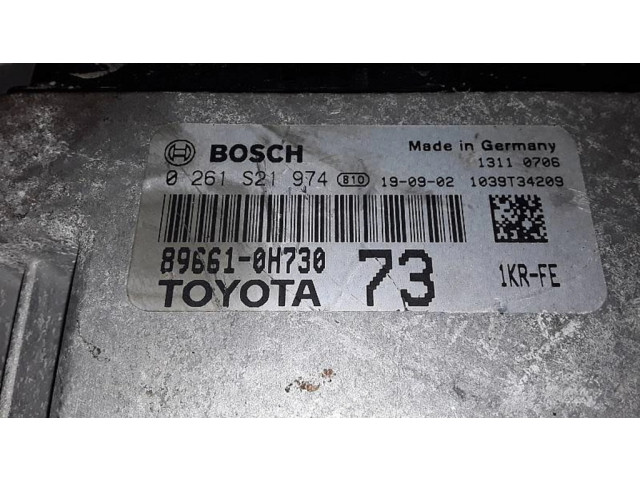 BOSCH Made in Germany
1311 0706
0 261 S21 974 B10 19-09-02 1039T34209
89661-0H730
TOYOTA 73 1KR-FE